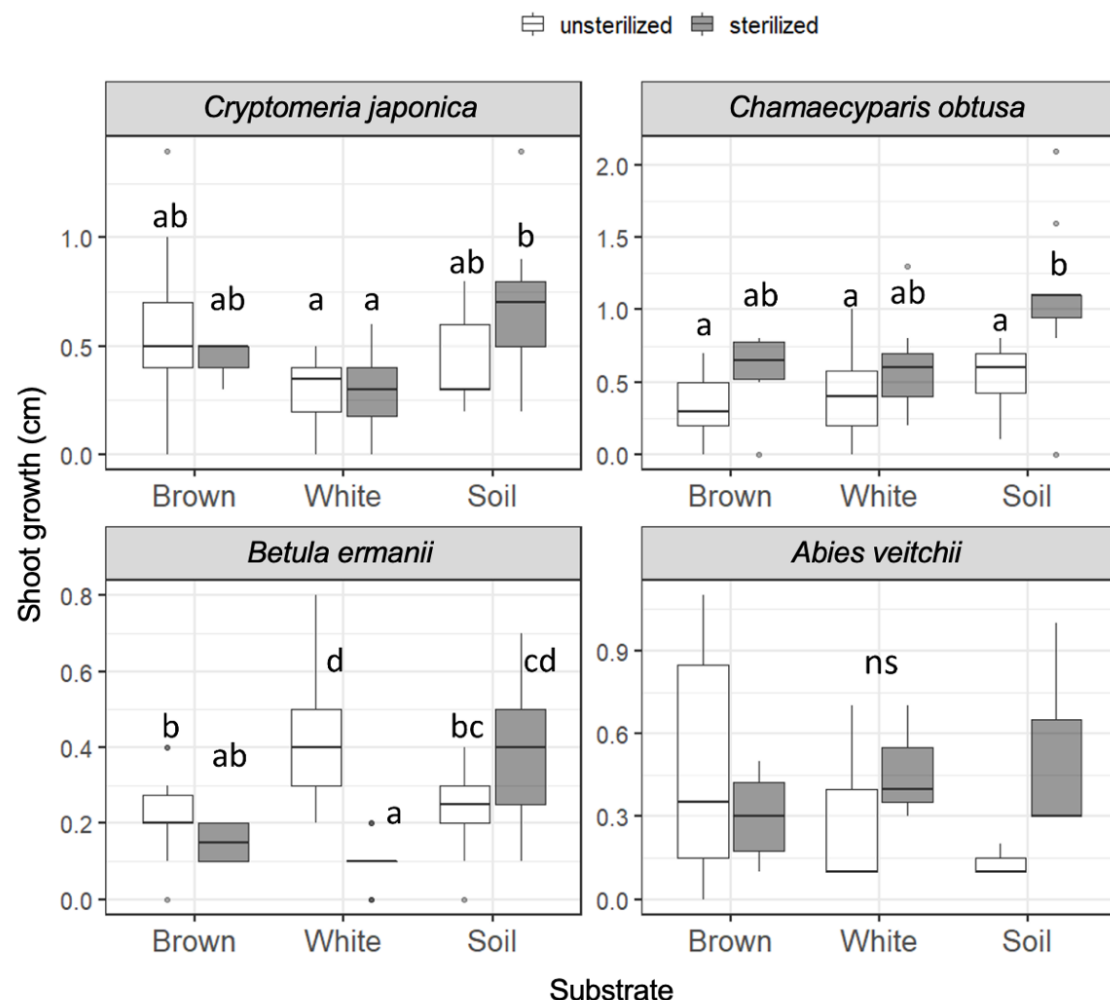 unsterilized sterilized
Cryptomeria japonica
Chamaecyparis obtusa
Shoot growth (cm)
1.0
0.5
0.0
ab
ab
a
a
ab
b
Brown White Soil
2.0
1.5
1.0
0.5
0.0
a
ab
a
ab
a
b
Brown White Soil
Betula ermanii
Abies veitchii
0.8
0.6
0.4
0.2
0.0
b
ab
d
a
bc
cd
Brown White Soil
0.9
0.6
0.3
0.0
ns
Brown White Soil
Substrate